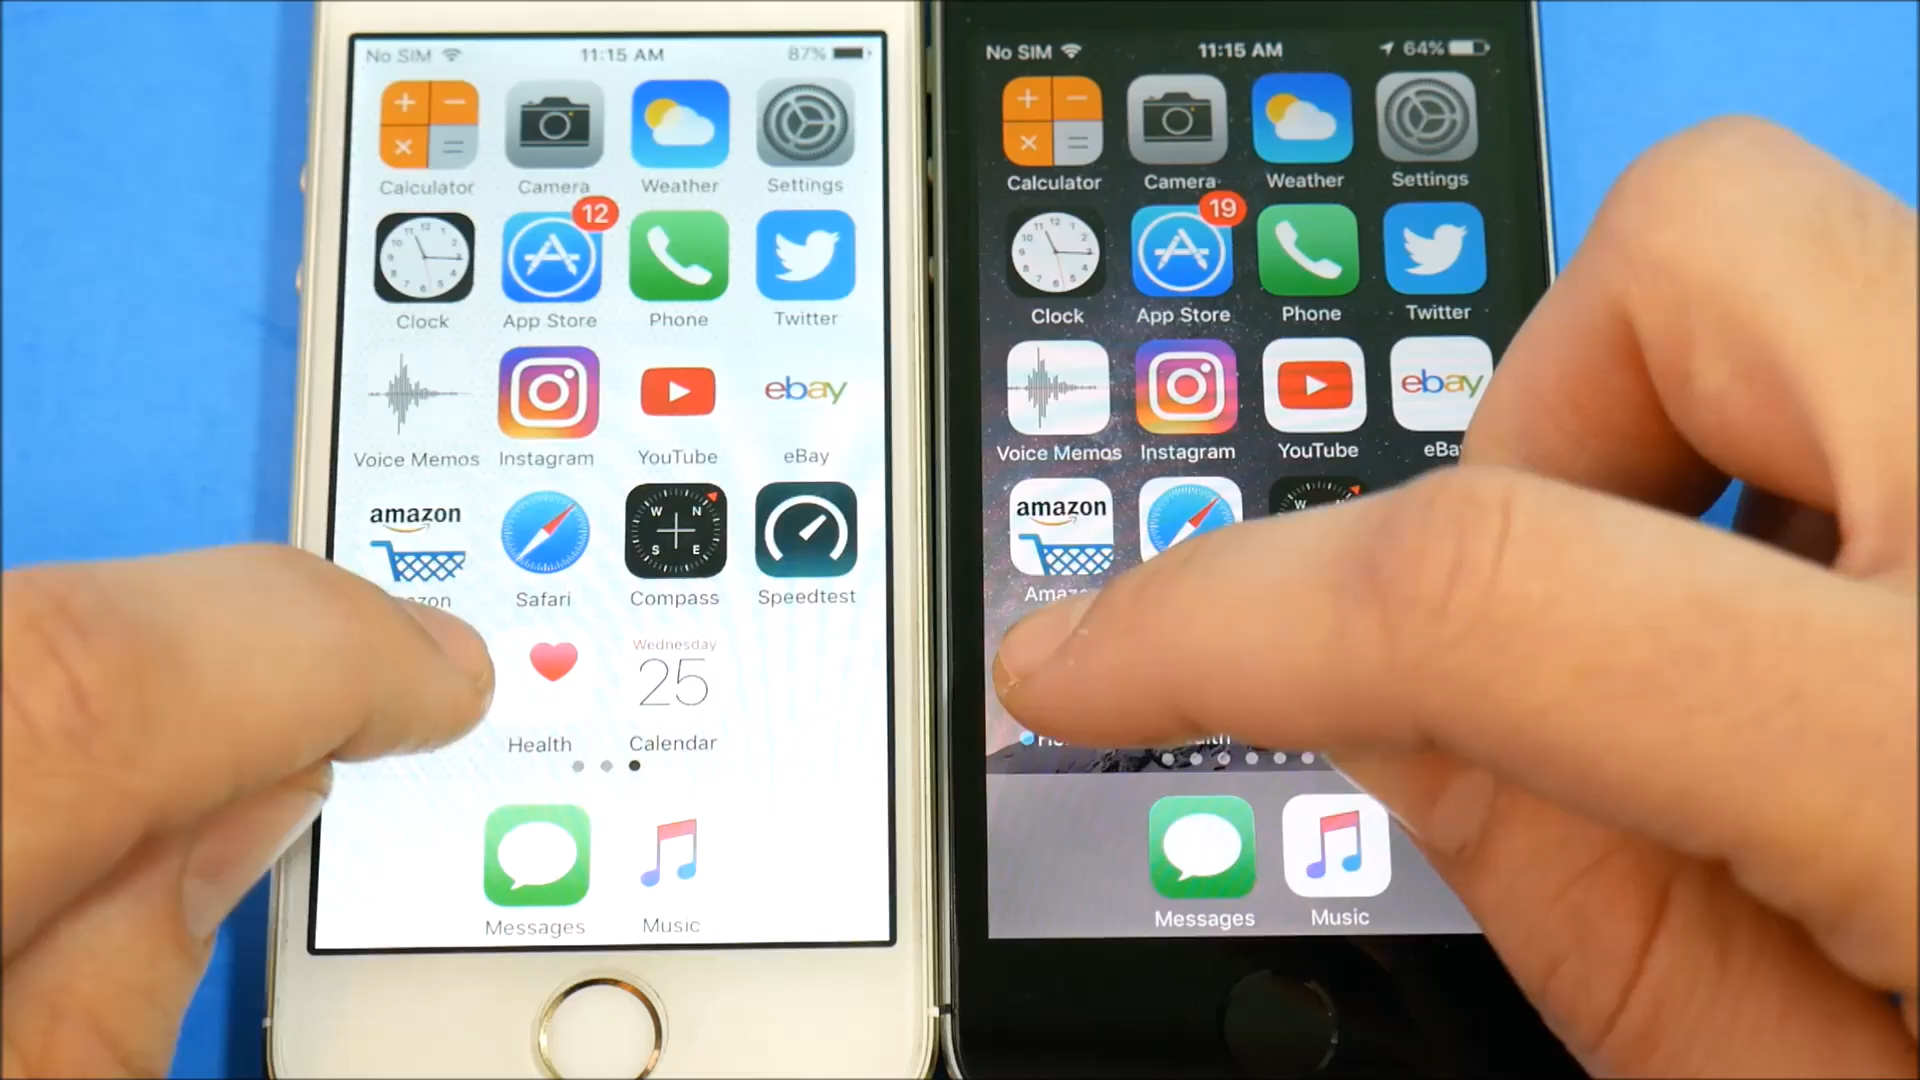 No SIM 11:15 AM 87%
Calculator Camera Weather Settings
12
Clock App Store Phone Twitter
ebay
Voice Memos Instagram YouTube eBay
amazon
W N
S E
Safari Compass Speedtest
Wednesday
25
Health Calendar
Messages Music
No SIM 11:15 AM 64%
Calculator Camera Weather Settings
19
Clock App Store Phone Twitter
ebay
Voice Memos Instagram YouTube eBay
amazon
W N
Messages Music